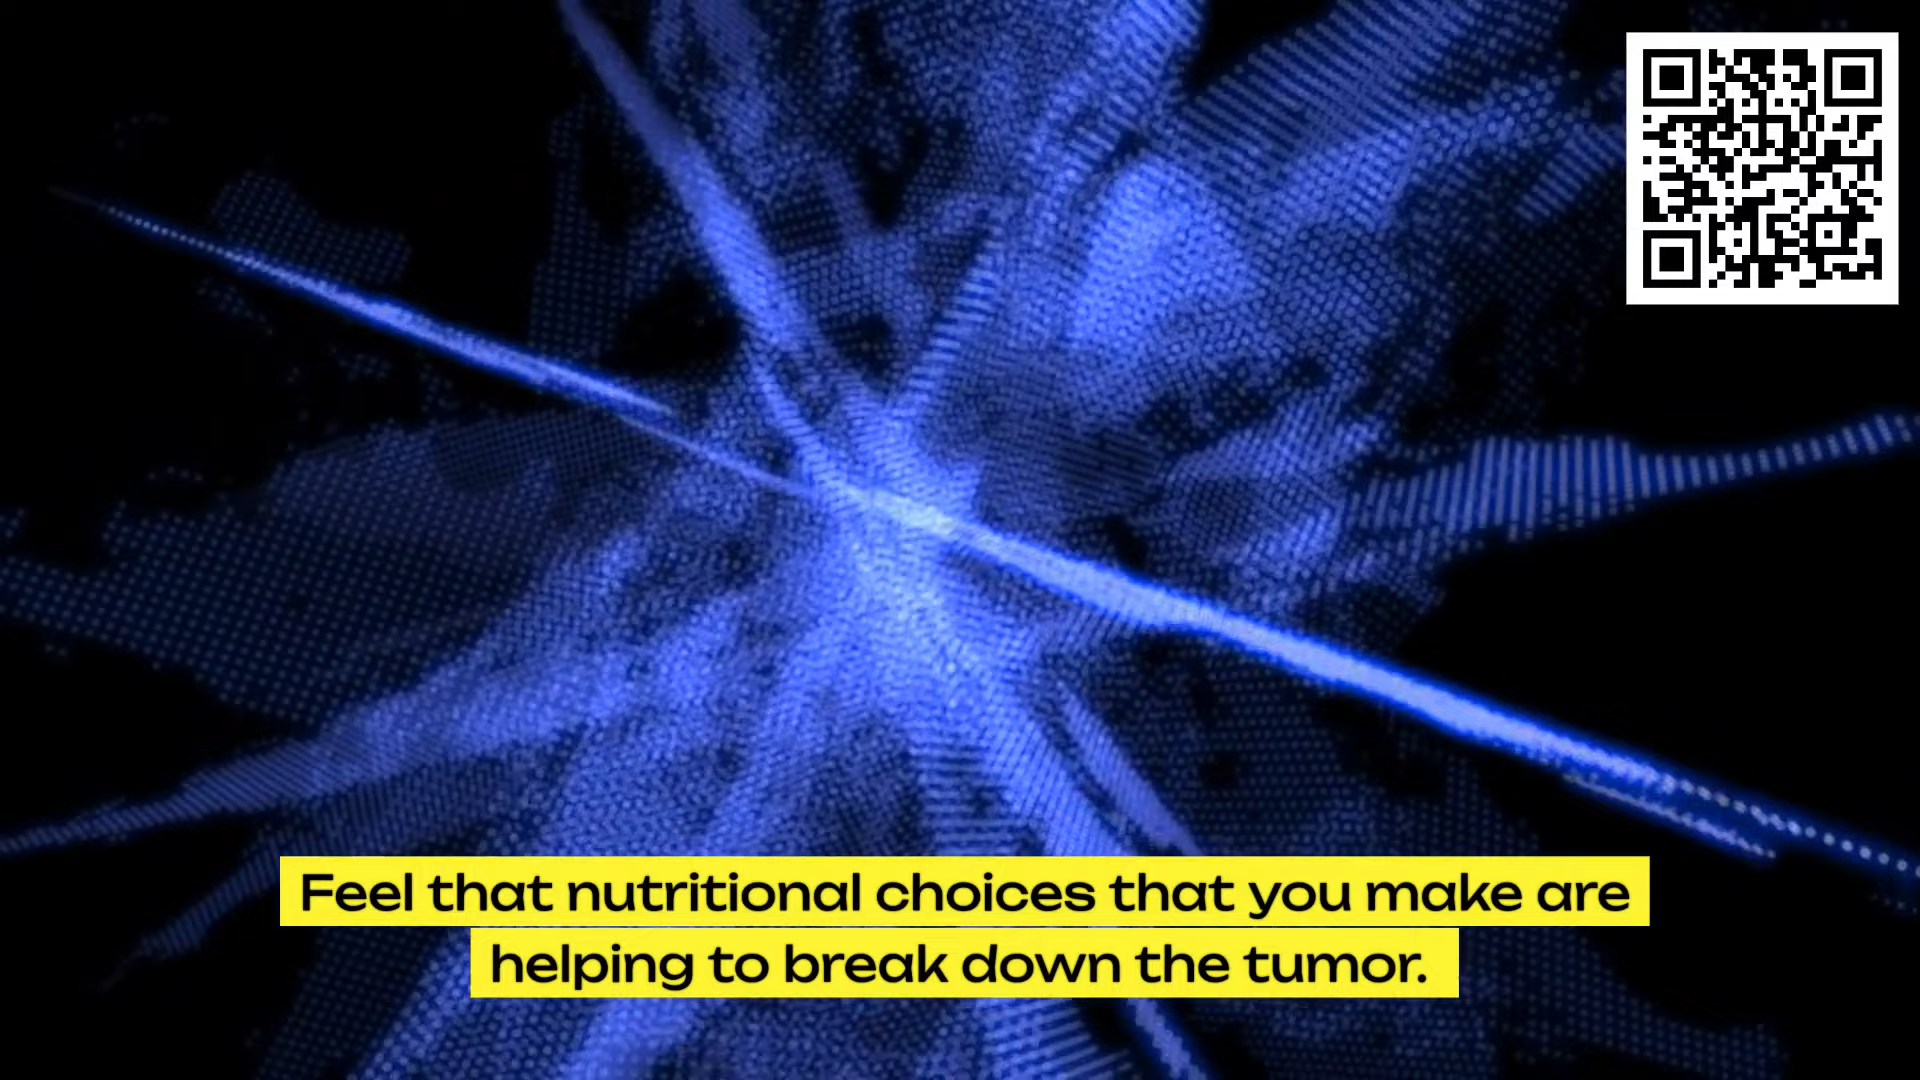 Feel that nutritional choices that you make are
helping to break down the tumor.